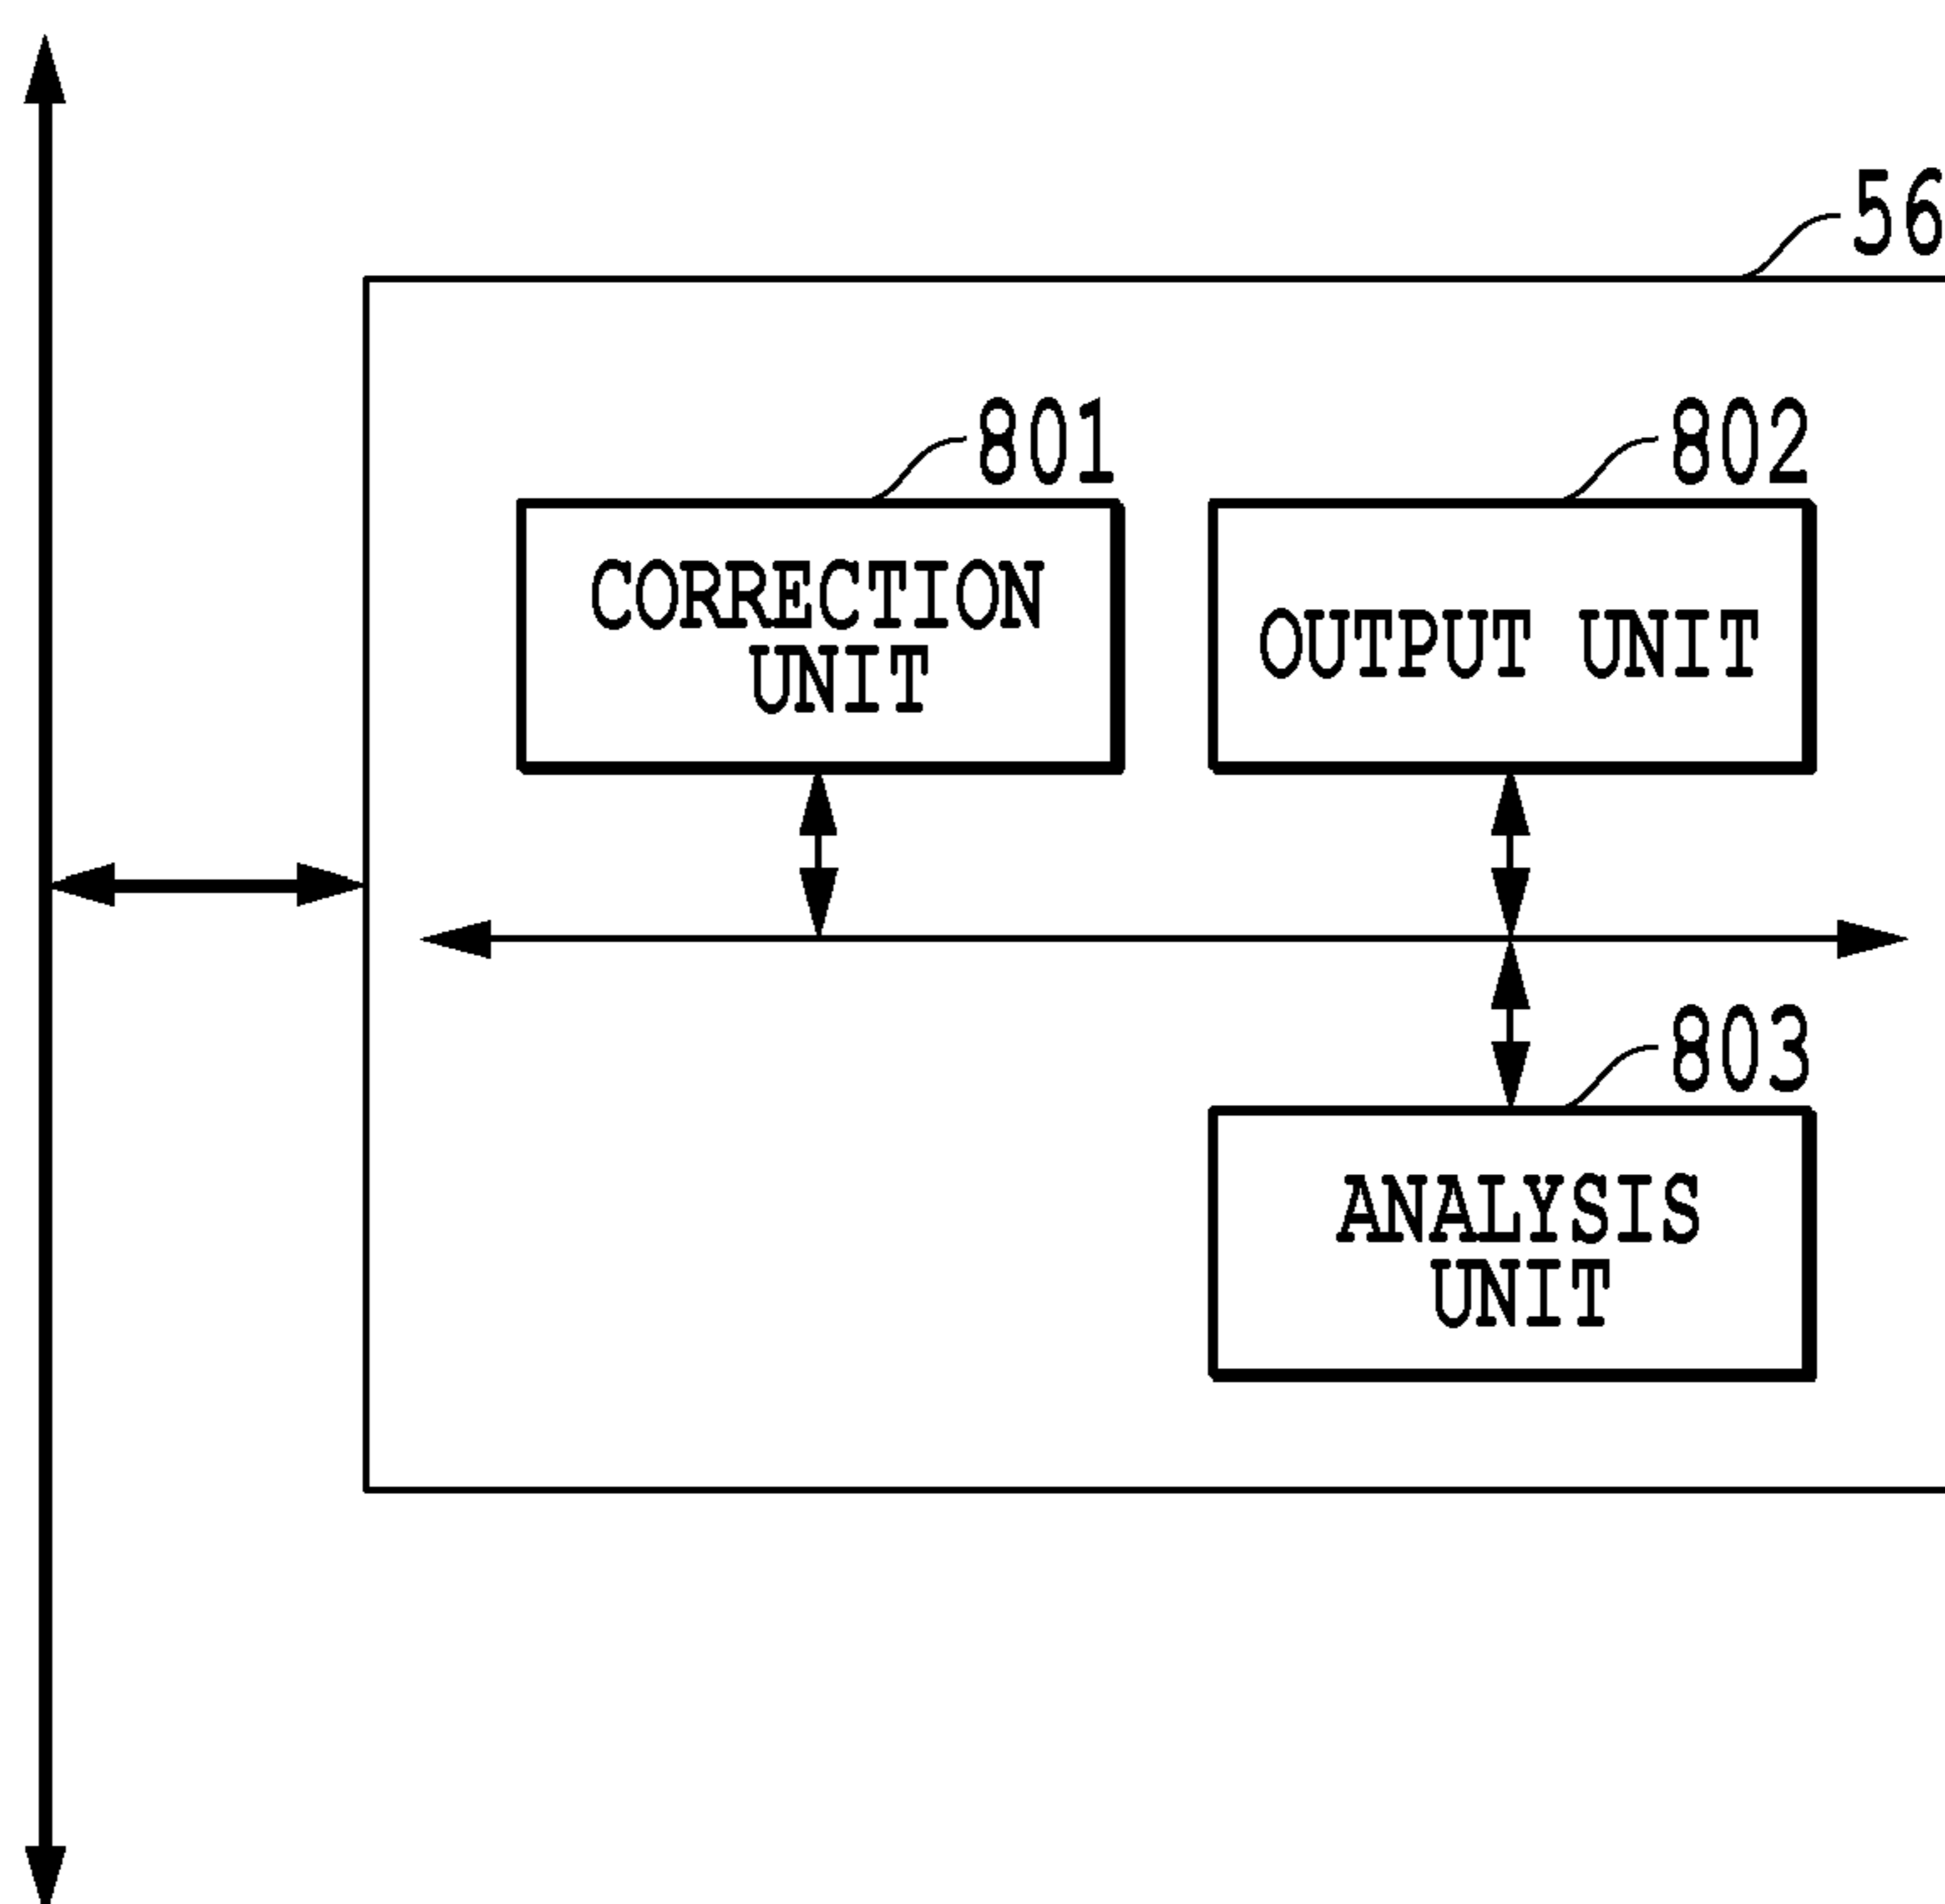 56
801
802
CORRECTION
UNIT
OUTPUT UNIT
803
ANALYSIS
UNIT